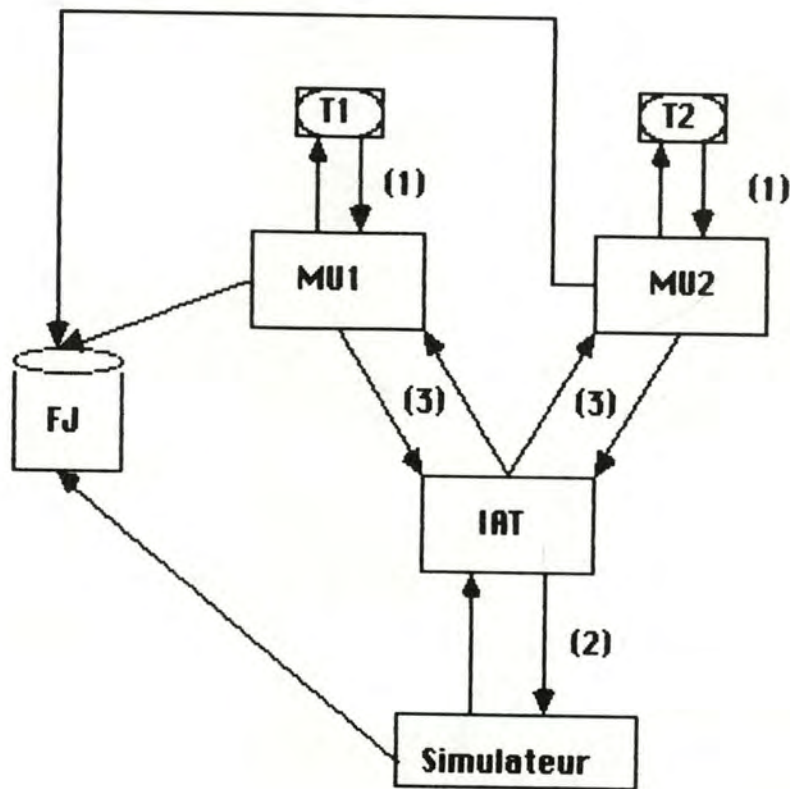 T1
T2
(1)
(1)
MU1
MU2
(3)
(3)
FJ
IAT
(2)
Simulateur